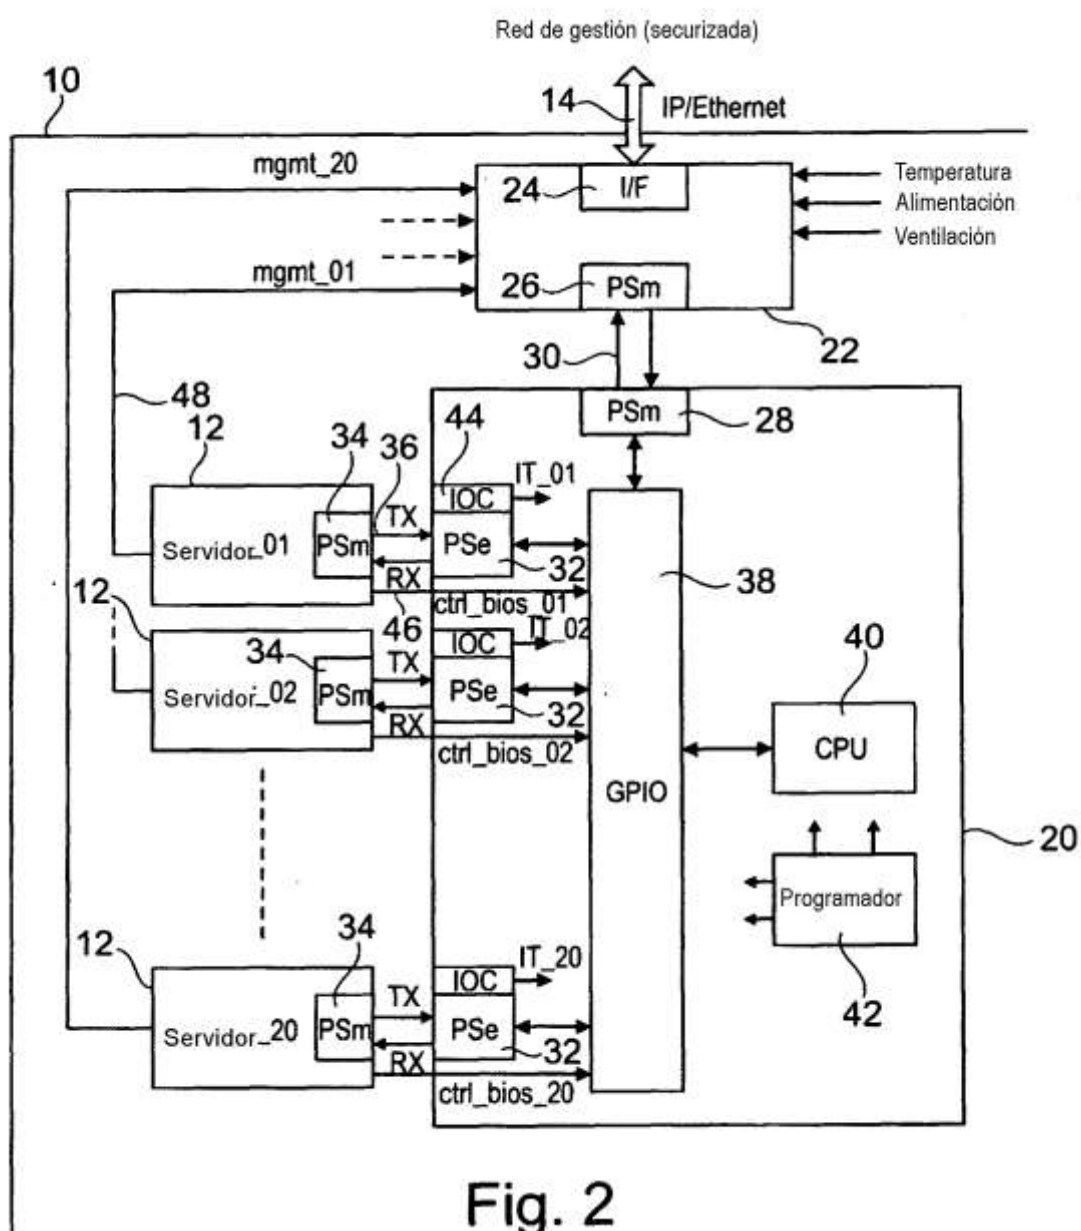 Red de gestión (securizada)
10
14
IP/Ethernet
mgmt_20
24
I/F
Temperatura
Alimentación
Ventilación
mgmt_01
26
PSm
22
30
48
PSm
28
12
34
36
44
IT_01
TX
IOC
Servidor_01
PSm
PSe
32
38
RX
ctrl_bios_01
46
IT_02
12
34
TX
IOC
40
Servidor_02
PSm
PSe
32
RX
ctrl_bios_02
CPU
GPIO
20
Programador
12
34
IT_20
42
TX
IOC
Servidor_20
PSm
PSe
32
RX
ctrl_bios_20
Fig. 2